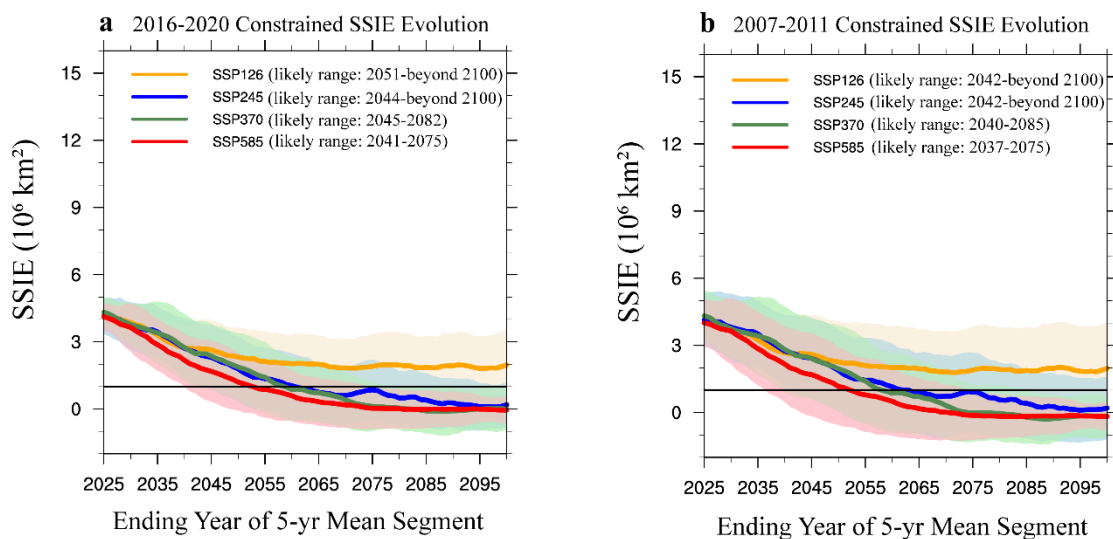 a 2016-2020 Constrained SSIE Evolution
SSIE (10⁶ km²)
15
12
9
6
3
0
SSP126 (likely range: 2051-beyond 2100)
SSP245 (likely range: 2044-beyond 2100)
SSP370 (likely range: 2045-2082)
SSP585 (likely range: 2041-2075)
2025 2035 2045 2055 2065 2075 2085 2095
Ending Year of 5-yr Mean Segment
b 2007-2011 Constrained SSIE Evolution
SSIE (10⁶ km²)
15
12
9
6
3
0
SSP126 (likely range: 2042-beyond 2100)
SSP245 (likely range: 2042-beyond 2100)
SSP370 (likely range: 2040-2085)
SSP585 (likely range: 2037-2075)
2025 2035 2045 2055 2065 2075 2085 2095
Ending Year of 5-yr Mean Segment